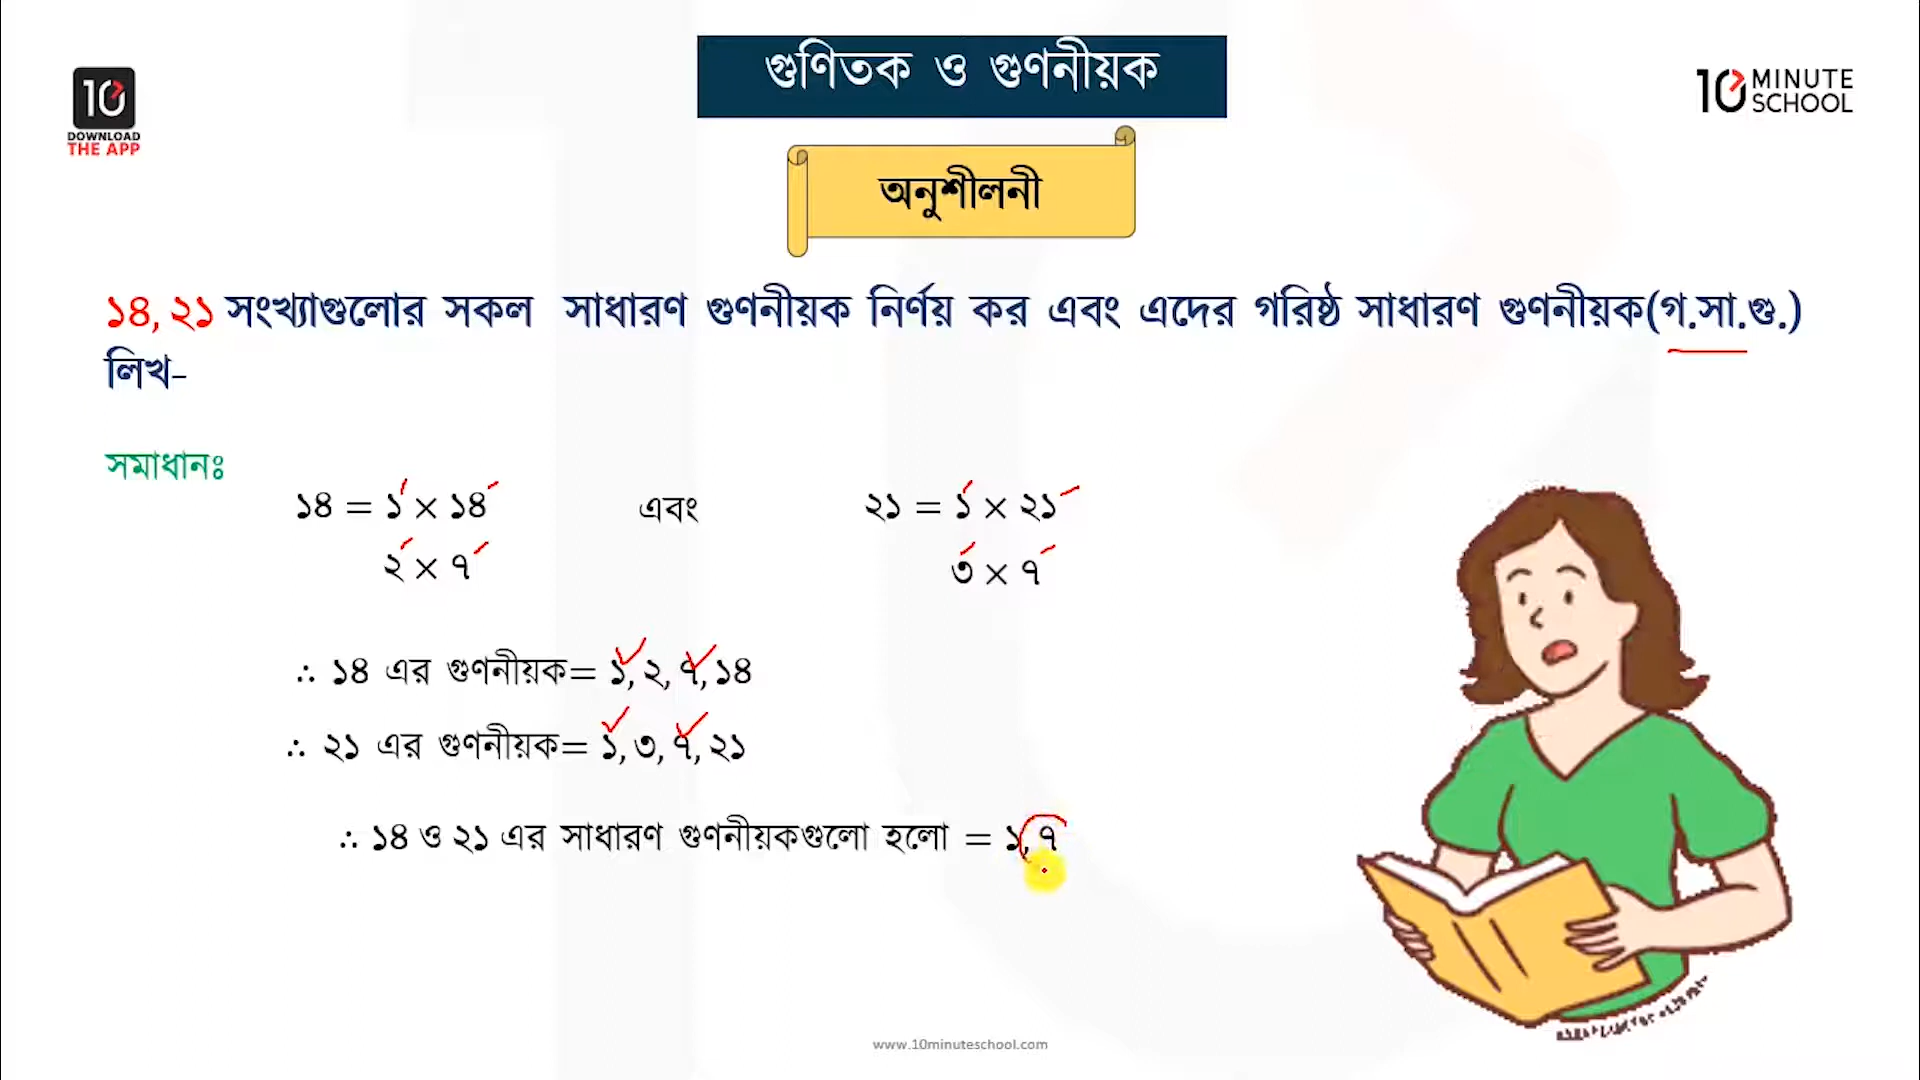 গুণিতক ও গুণনীয়ক
10
DOWNLOAD
THE APP
10 MINUTE
SCHOOL
অনুশীলনী
১৪, ২১ সংখ্যাগুলোর সকল সাধারণ গুণনীয়ক নির্ণয় কর এবং এদের গরিষ্ঠ সাধারণ গুণনীয়ক(গ.সা.গু.)
লিখ-
সমাধানঃ
১৪ = ১ × ১৪ এবং ২১ = ১ × ২১
২ × ৭ ৩ × ৭
∴ ১৪ এর গুণনীয়ক= ১, ২, ৭, ১৪
∴ ২১ এর গুণনীয়ক= ১, ৩, ৭, ২১
∴ ১৪ ও ২১ এর সাধারণ গুণনীয়কগুলো হলো = ১, ৭
www.10minuteschool.com